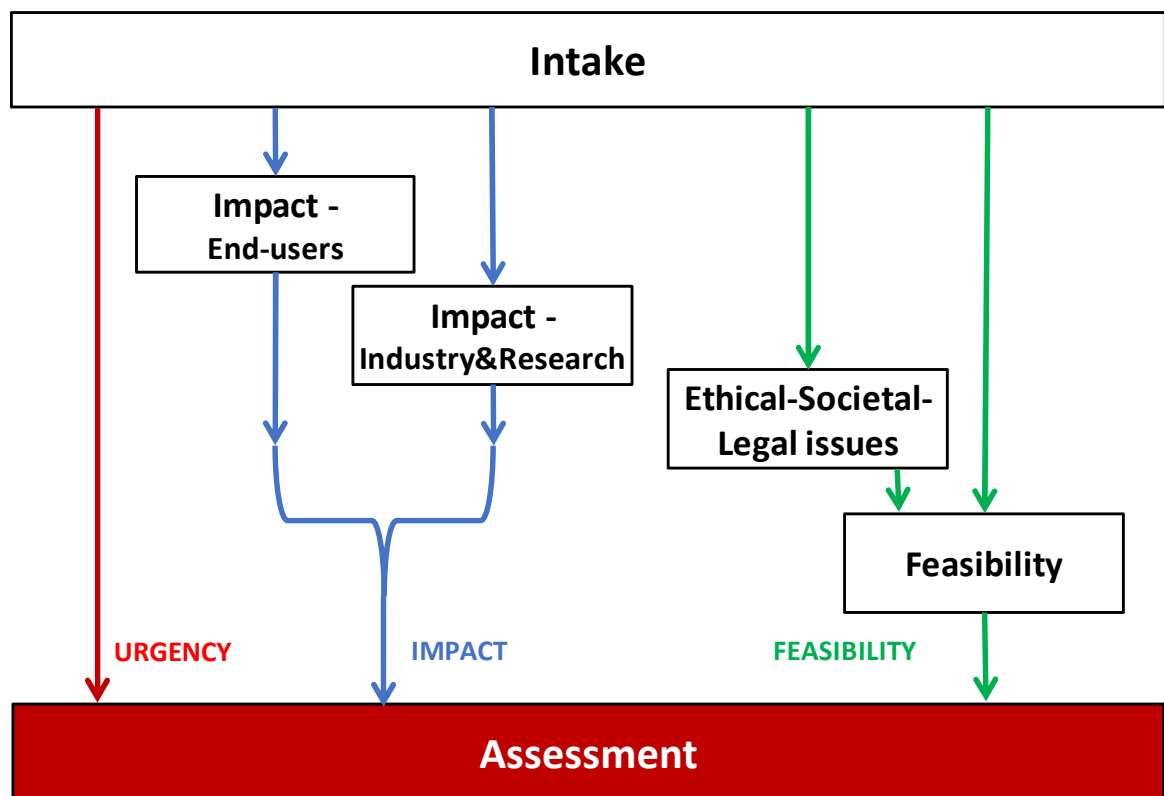 Intake
Impact -
End-users
Impact -
Industry&Research
Ethical-Societal-
Legal issues
Feasibility
URGENCY
IMPACT
FEASIBILITY
Assessment